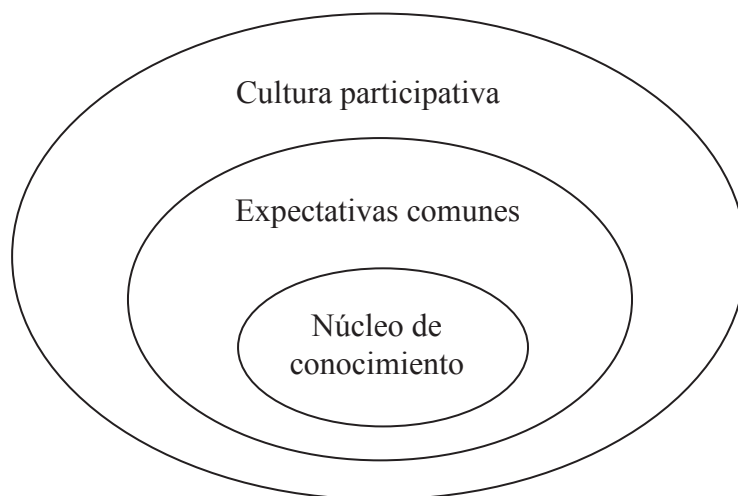 Cultura participativa
Expectativas comunes
Núcleo de
conocimiento